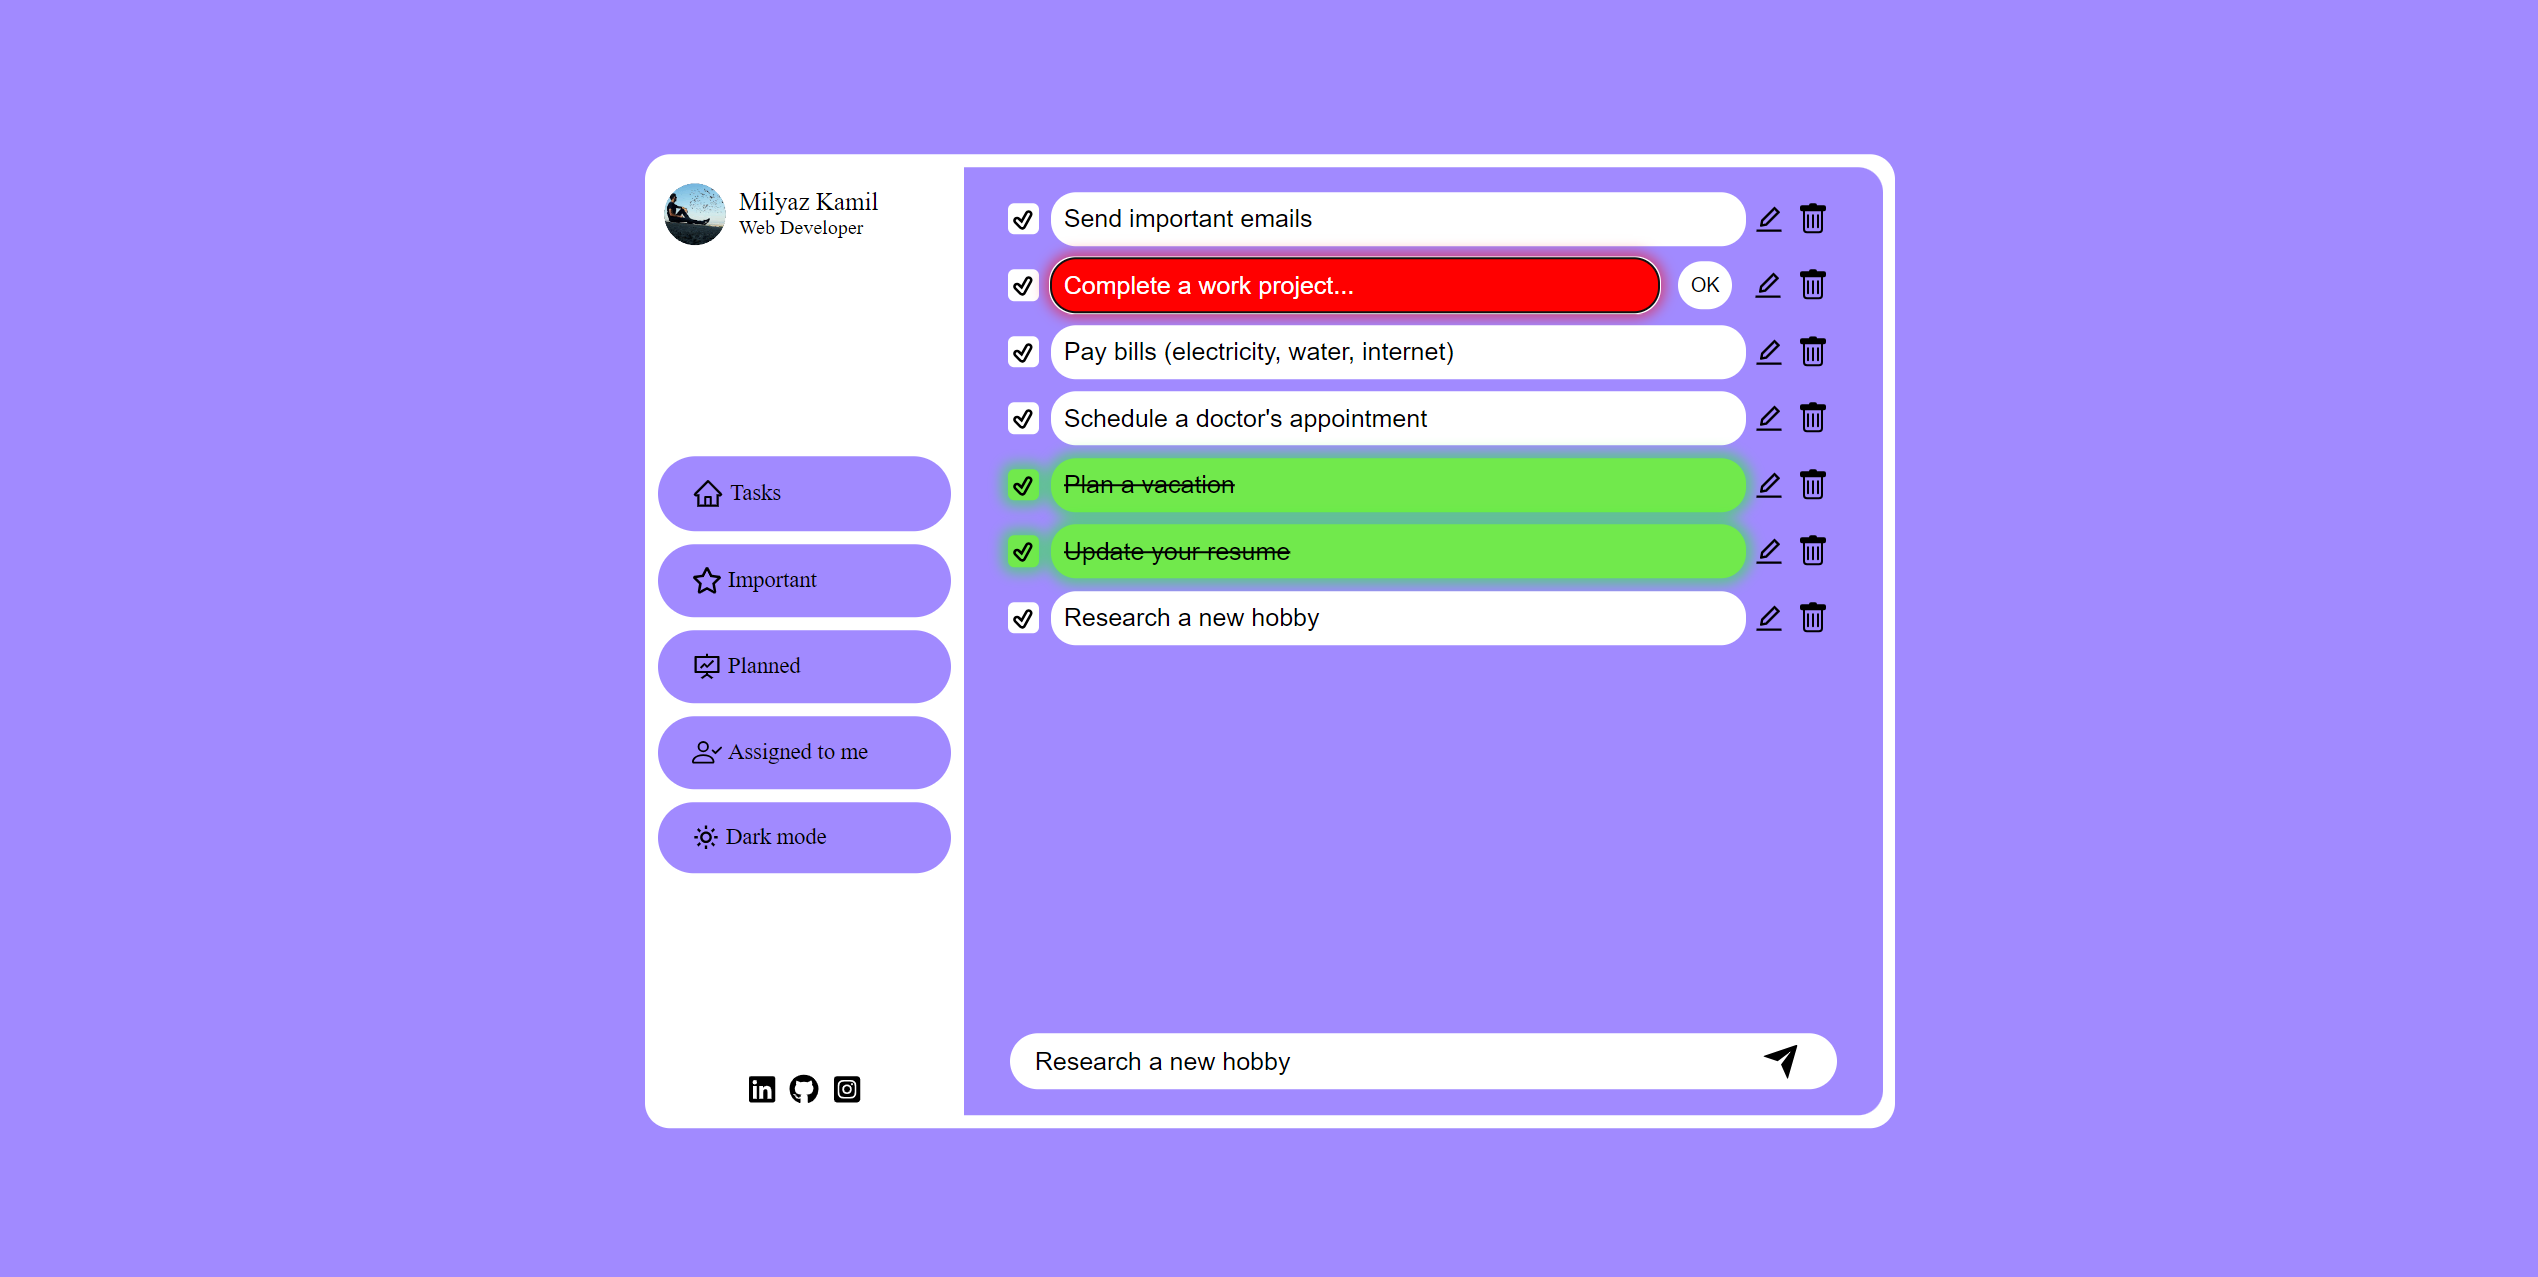 Milyaz Kamil
Web Developer
Tasks
Important
Planned
Assigned to me
Dark mode
Send important emails
Complete a work project...
OK
Pay bills (electricity, water, internet)
Schedule a doctor's appointment
Plan a vacation
Update your resume
Research a new hobby
Research a new hobby